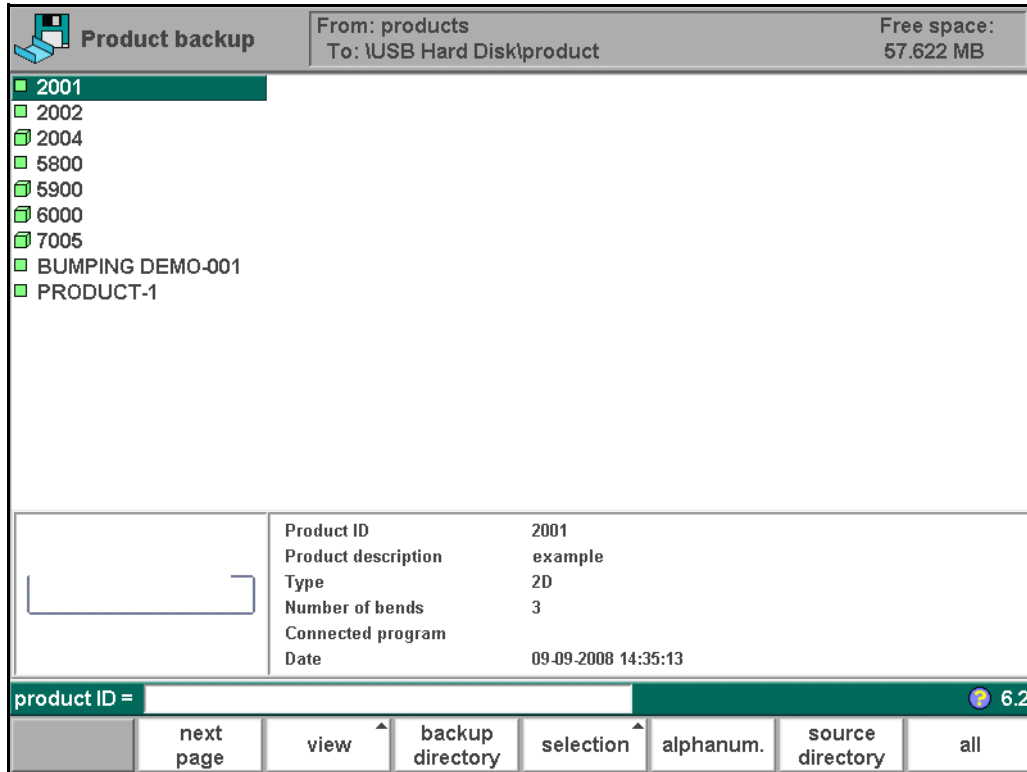 Product backup
From: products
To: \USB Hard Disk\product
Free space:
57.622 MB
2001
2002
2004
5800
5900
6000
7005
BUMPING DEMO-001
PRODUCT-1
Product ID 2001
Product description example
Type 2D
Number of bends 3
Connected program
Date 09-09-2008 14:35:13
product ID =
? 6.2
next
page
view
backup
directory
selection
alphanum.
source
directory
all